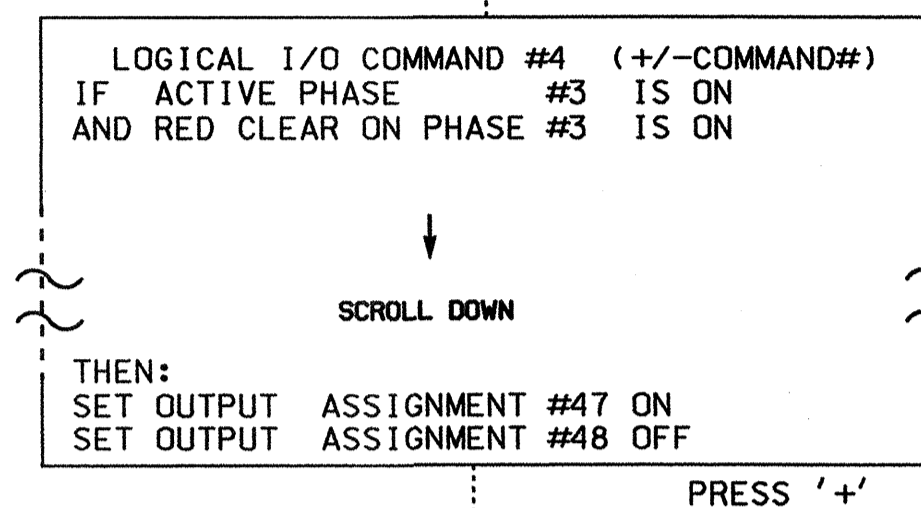 LOGICAL I/O COMMAND #4 (+/-COMMAND#)
IF ACTIVE PHASE #3 IS ON
AND RED CLEAR ON PHASE #3 IS ON
SCROLL DOWN
THEN:
SET OUTPUT ASSIGNMENT #47 ON
SET OUTPUT ASSIGNMENT #48 OFF
PRESS '+'